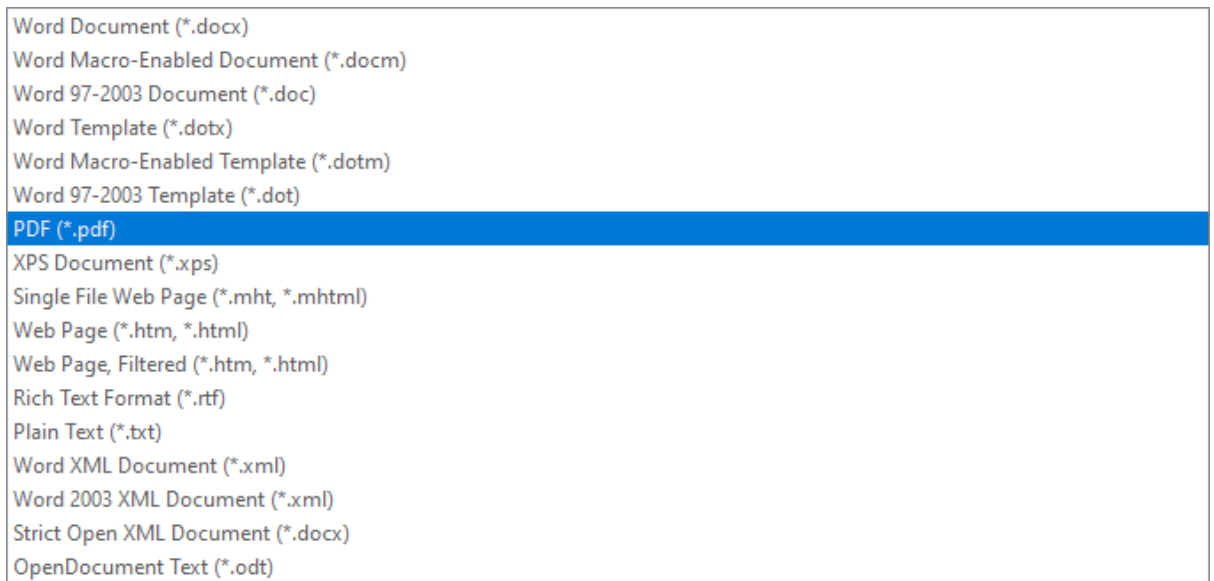 Word Document (*.docx)
Word Macro-Enabled Document (*.docm)
Word 97-2003 Document (*.doc)
Word Template (*.dotx)
Word Macro-Enabled Template (*.dotm)
Word 97-2003 Template (*.dot)
PDF (*.pdf)
XPS Document (*.xps)
Single File Web Page (*.mht, *.mhtml)
Web Page (*.htm, *.html)
Web Page, Filtered (*.htm, *.html)
Rich Text Format (*.rtf)
Plain Text (*.txt)
Word XML Document (*.xml)
Word 2003 XML Document (*.xml)
Strict Open XML Document (*.docx)
OpenDocument Text (*.odt)